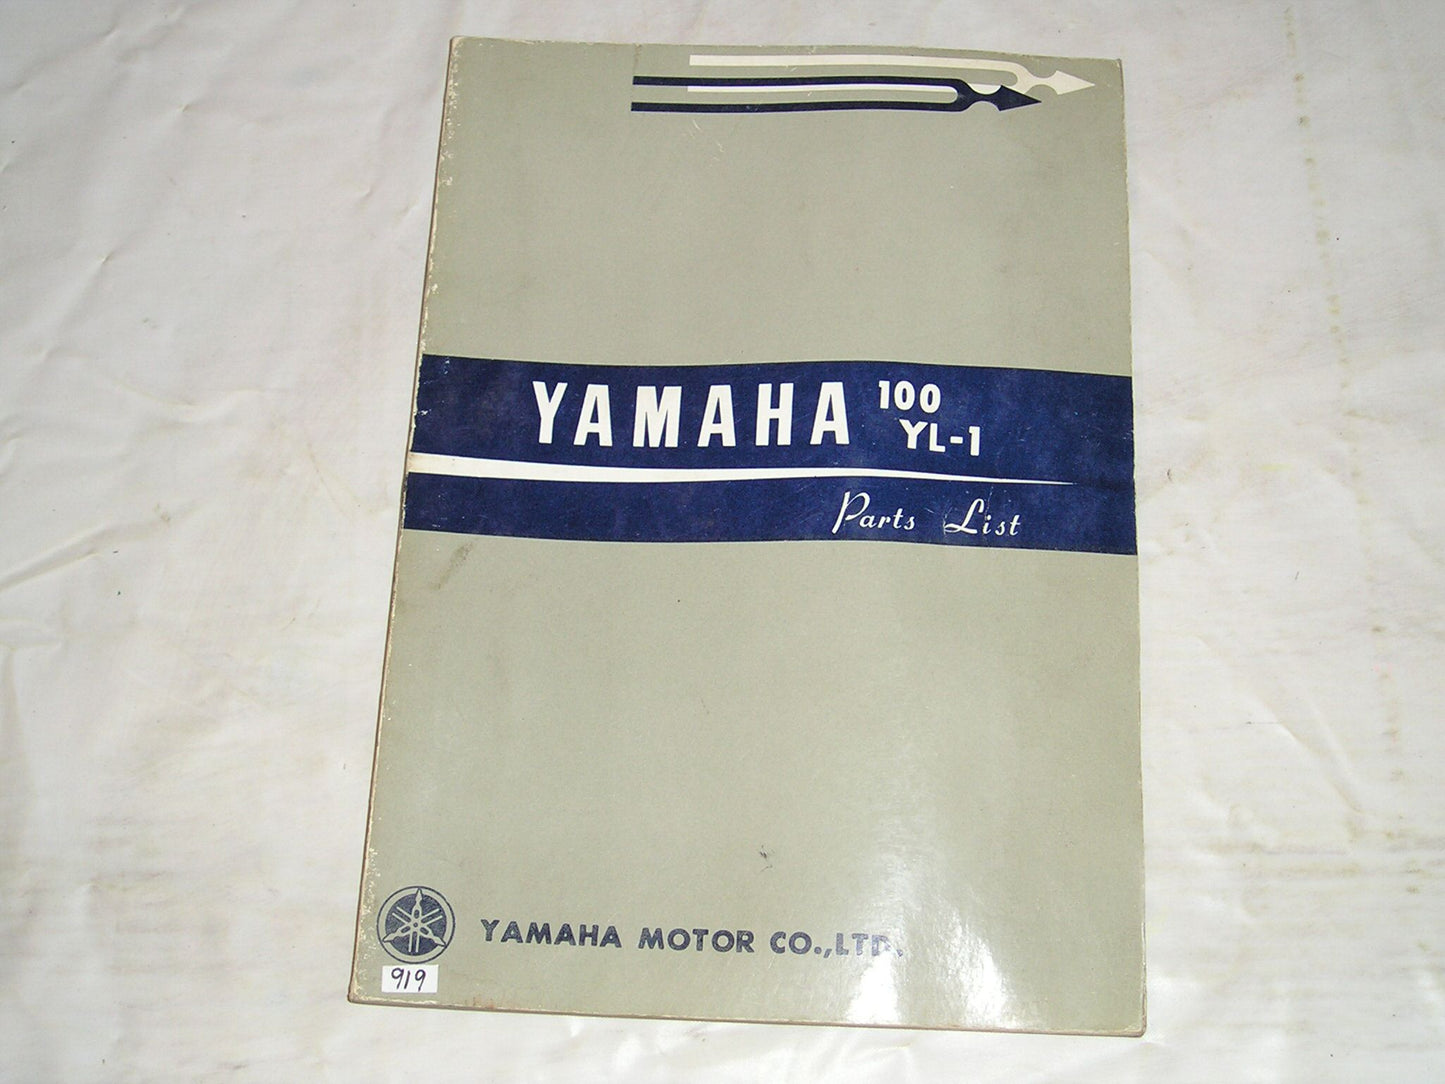 YAMAHA 100
YL-1
Parts List
YAMAHA MOTOR CO.,LTD.
919